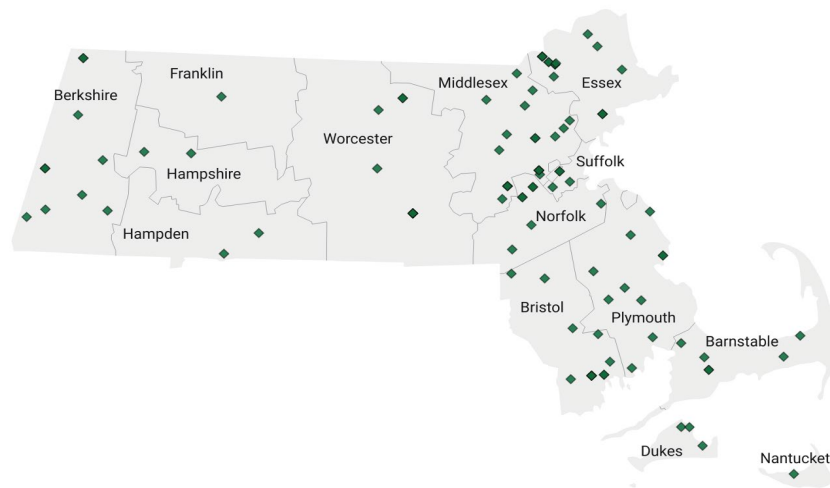 Franklin
Middlesex
Essex
Berkshire
Worcester
Suffolk
Hampshire
Norfolk
Hampden
Bristol
Plymouth
Barnstable
Dukes
Nantucket